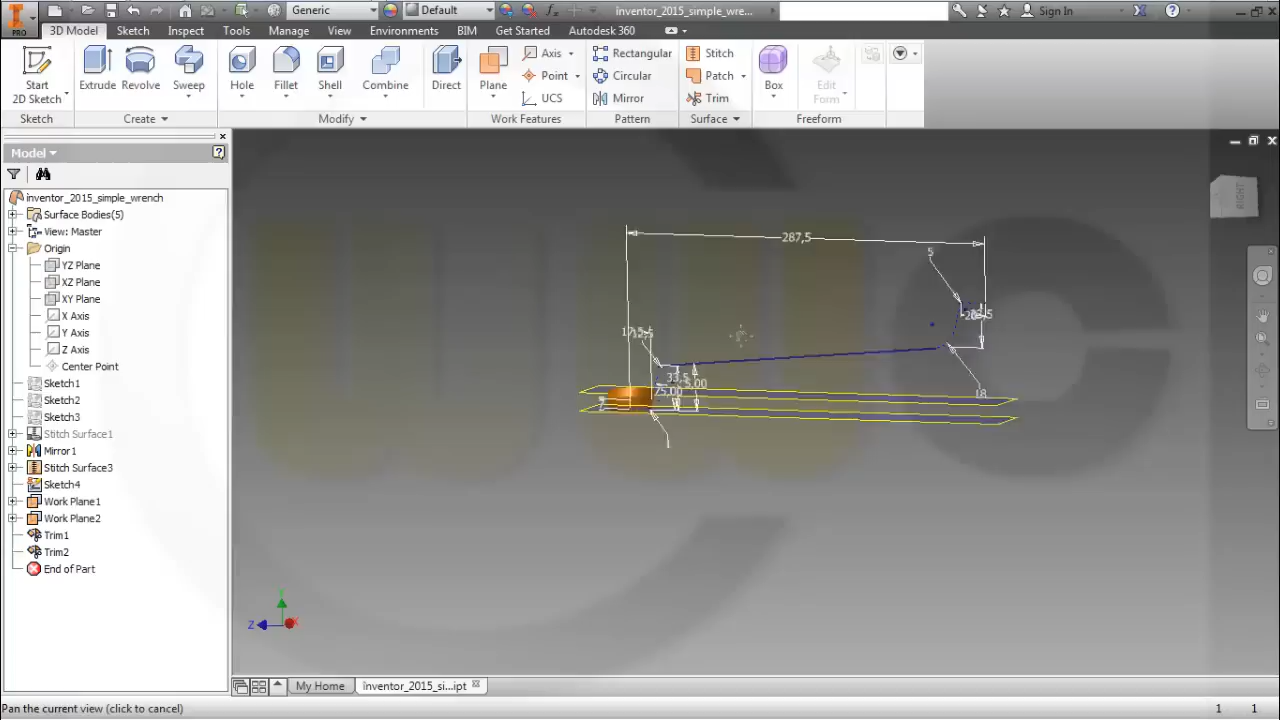 Generic
Default
inventor_2015_simple_wre...
Sign In
PRO
3D Model Sketch Inspect Tools Manage View Environments BIM Get Started Autodesk 360
Start
2D Sketch
Extrude Revolve Sweep
Hole Fillet Shell Combine
Direct
Plane
Axis
Point
UCS
Rectangular
Circular
Mirror
Stitch
Patch
Trim
Box
Edit
Form
Sketch Create Modify Work Features Pattern Surface Freeform
Model
inventor_2015_simple_wrench
Surface Bodies(5)
View: Master
Origin
YZ Plane
XZ Plane
XY Plane
X Axis
Y Axis
Z Axis
Center Point
Sketch1
Sketch2
Sketch3
Stitch Surface1
Mirror1
Stitch Surface3
Sketch4
Work Plane1
Work Plane2
Trim1
Trim2
End of Part
RIGHT
287,5
5
33,5
18
Y
Z
X
My Home
inventor_2015_si...ipt
Pan the current view (click to cancel)
1 1